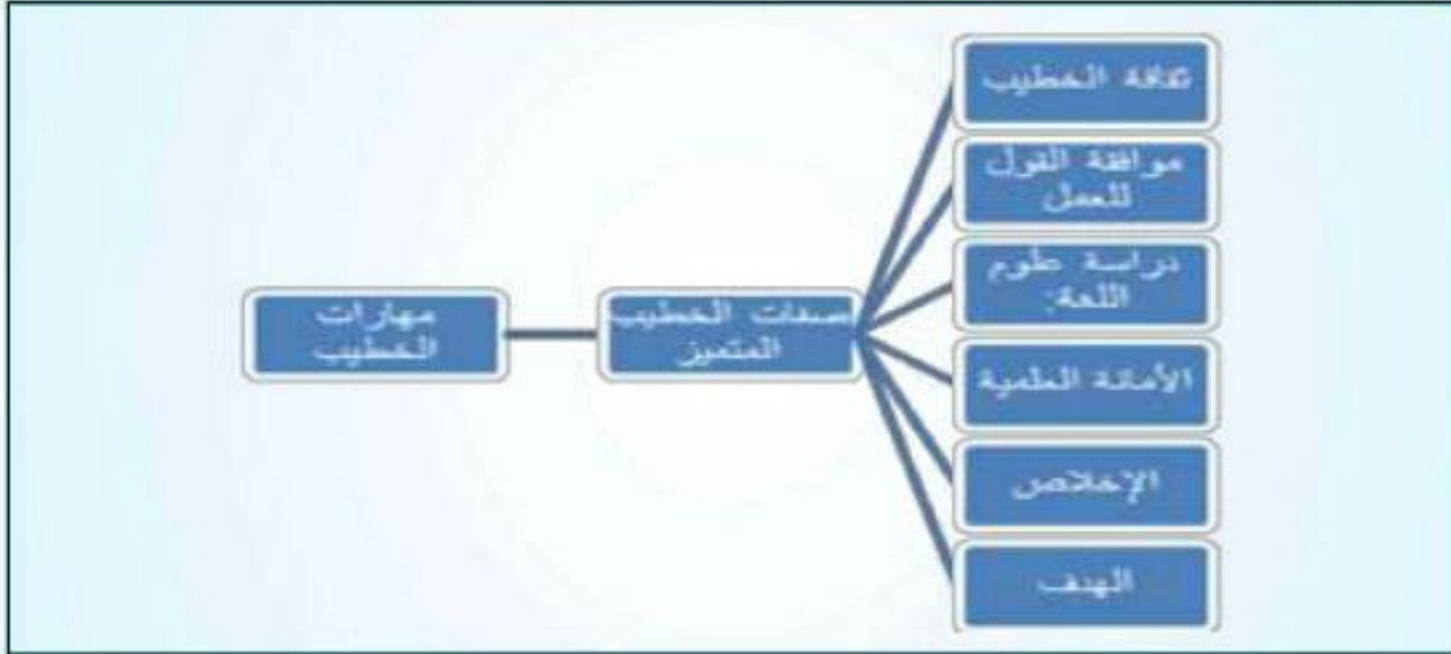 مهارات
الخطيب
صفات الخطيب
المتميز
ثقافة الخطيب
موافقة القول
للعمل
دراسة علوم
اللغة:
الأمانة العلمية
الإخلاص
الهدف